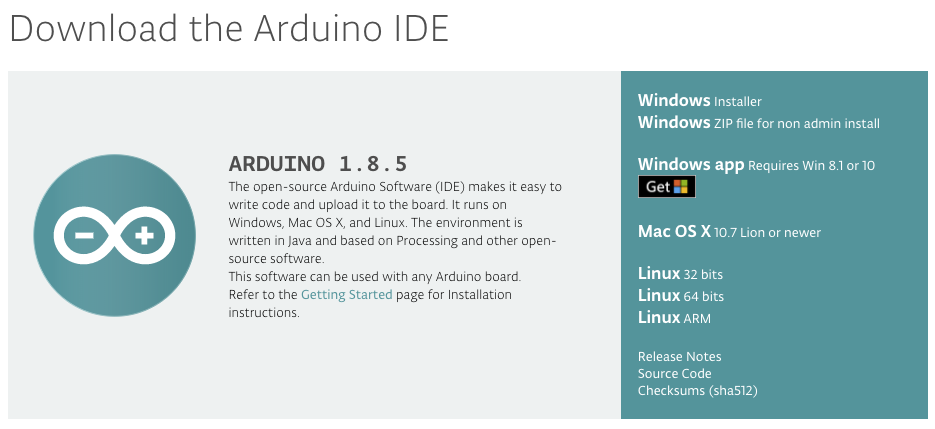 Download the Arduino IDE
ARDUINO 1.8.5
The open-source Arduino Software (IDE) makes it easy to
write code and upload it to the board. It runs on
Windows, Mac OS X, and Linux. The environment is
written in Java and based on Processing and other open-
source software.
This software can be used with any Arduino board.
Refer to the Getting Started page for Installation
instructions.
Windows Installer
Windows ZIP file for non admin install
Windows app Requires Win 8.1 or 10
Get
Mac OS X 10.7 Lion or newer
Linux 32 bits
Linux 64 bits
Linux ARM
Release Notes
Source Code
Checksums (sha512)